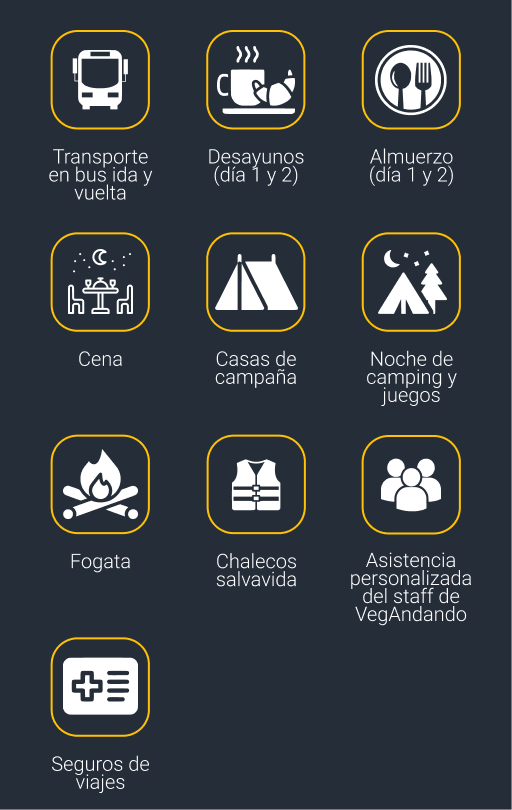 Transporte
en bus ida y
vuelta
Desayunos
(día 1 y 2)
Almuerzo
(día 1 y 2)
Cena
Casas de
campaña
Noche de
camping y
juegos
Fogata
Chalecos
salvavida
Asistencia
personalizada
del staff de
VegAndando
Seguros de
viajes